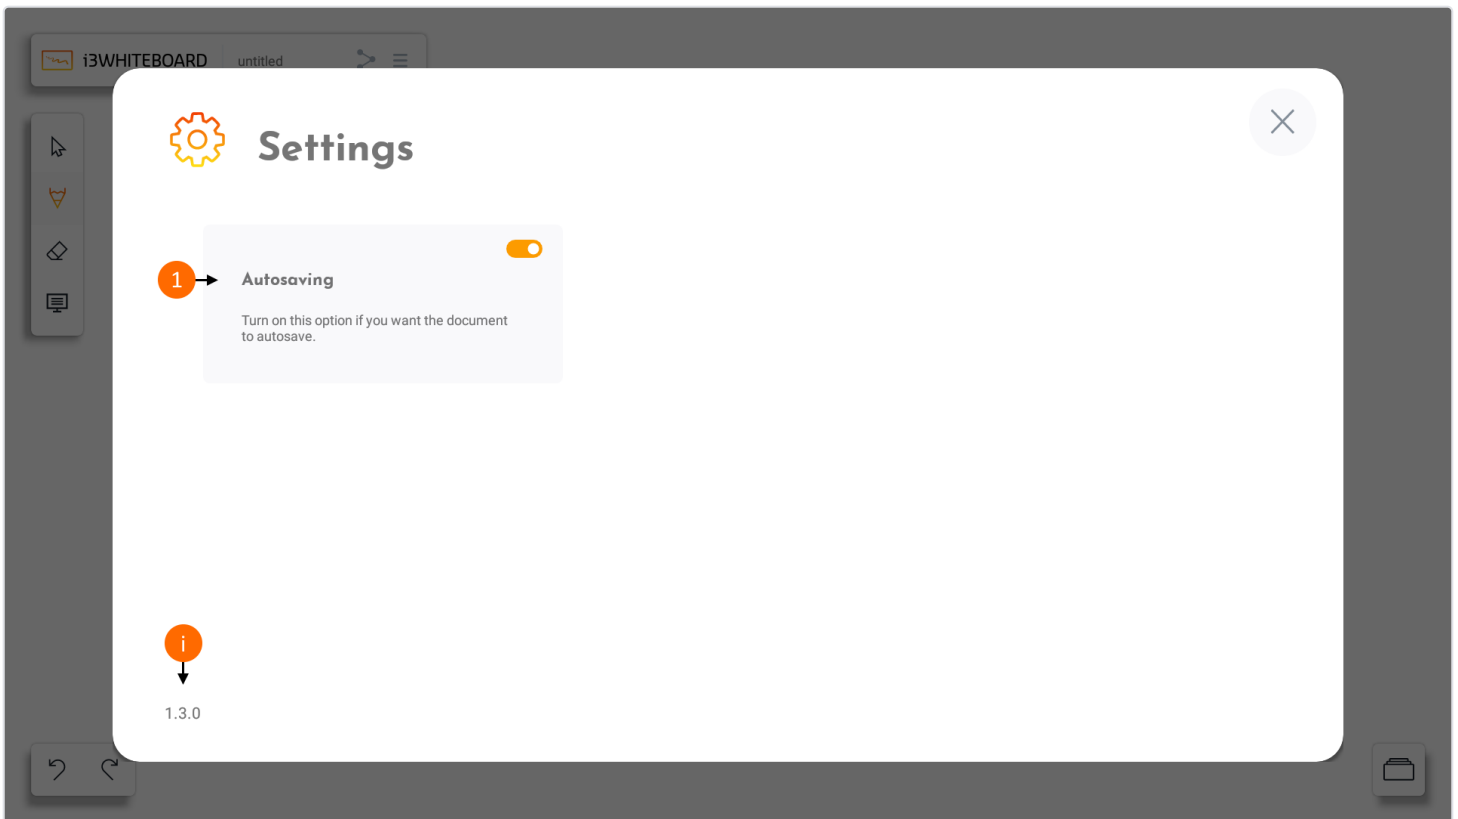 i3WHITEBOARD untitled
Settings
1 Autosaving
Turn on this option if you want the document
to autosave.
i
1.3.0